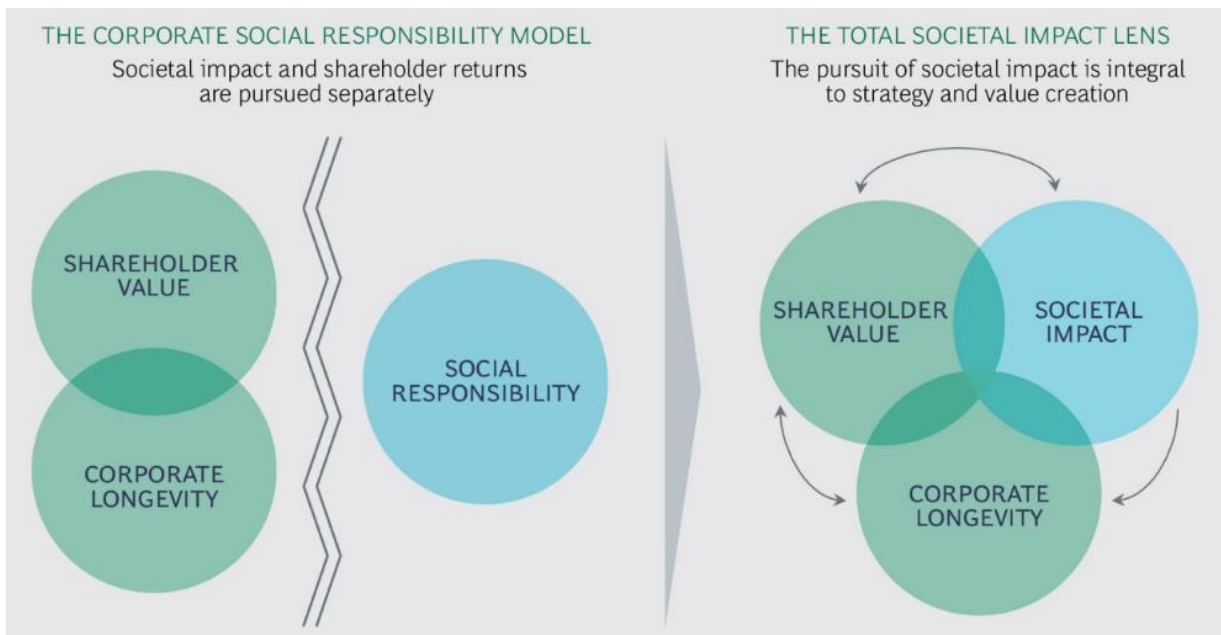 THE CORPORATE SOCIAL RESPONSIBILITY MODEL
Societal impact and shareholder returns
are pursued separately
SHAREHOLDER
VALUE
CORPORATE
LONGEVITY
SOCIAL
RESPONSIBILITY
THE TOTAL SOCIETAL IMPACT LENS
The pursuit of societal impact is integral
to strategy and value creation
SHAREHOLDER
VALUE
SOCIETAL
IMPACT
CORPORATE
LONGEVITY